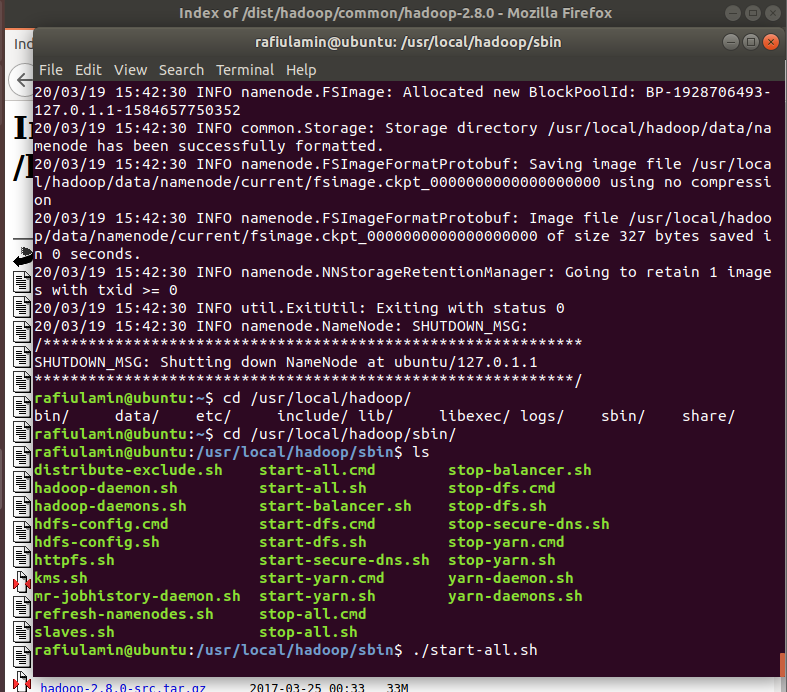 Index of /dist/hadoop/common/hadoop-2.8.0 - Mozilla Firefox
rafiulamin@ubuntu: /usr/local/hadoop/sbin
File Edit View Search Terminal Help
20/03/19 15:42:30 INFO namenode.FSImage: Allocated new BlockPoolId: BP-1928706493-
127.0.1.1-1584657750352
20/03/19 15:42:30 INFO common.Storage: Storage directory /usr/local/hadoop/data/na
menode has been successfully formatted.
20/03/19 15:42:30 INFO namenode.FSImageFormatProtobuf: Saving image file /usr/loca
l/hadoop/data/namenode/current/fsimage.ckpt_0000000000000000000 using no compressi
on
20/03/19 15:42:30 INFO namenode.FSImageFormatProtobuf: Image file /usr/local/hadoo
p/data/namenode/current/fsimage.ckpt_0000000000000000000 of size 327 bytes saved i
n 0 seconds.
20/03/19 15:42:30 INFO namenode.NNStorageRetentionManager: Going to retain 1 image
s with txid >= 0
20/03/19 15:42:30 INFO util.ExitUtil: Exiting with status 0
20/03/19 15:42:30 INFO namenode.NameNode: SHUTDOWN_MSG:
/************************************************************
SHUTDOWN_MSG: Shutting down NameNode at ubuntu/127.0.1.1
************************************************************/
rafiulamin@ubuntu:~$ cd /usr/local/hadoop/
bin/ data/ etc/ include/ lib/ libexec/ logs/ sbin/ share/
rafiulamin@ubuntu:~$ cd /usr/local/hadoop/sbin/
rafiulamin@ubuntu:/usr/local/hadoop/sbin$ ls
distribute-exclude.sh start-all.cmd stop-balancer.sh
hadoop-daemon.sh start-all.sh stop-dfs.cmd
hadoop-daemons.sh start-balancer.sh stop-dfs.sh
hdfs-config.cmd start-dfs.cmd stop-secure-dns.sh
hdfs-config.sh start-dfs.sh stop-yarn.cmd
httpfs.sh start-secure-dns.sh stop-yarn.sh
kms.sh start-yarn.cmd yarn-daemon.sh
mr-jobhistory-daemon.sh start-yarn.sh yarn-daemons.sh
refresh-namenodes.sh stop-all.cmd
slaves.sh stop-all.sh
rafiulamin@ubuntu:/usr/local/hadoop/sbin$ ./start-all.sh
hadoop-2.8.0-src.tar.gz 2017-03-25 00:33 33M